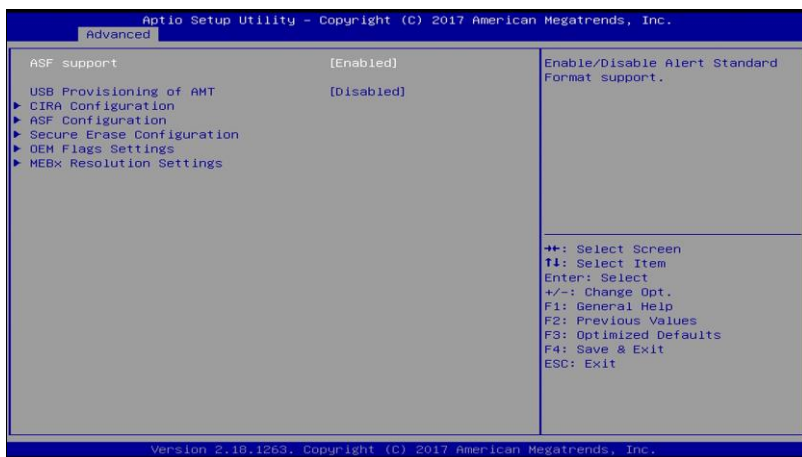 Aptio Setup Utility – Copyright (C) 2017 American Megatrends, Inc.
Advanced
ASF support [Enabled]
USB Provisioning of AMT [Disabled]
► CIRA Configuration
► ASF Configuration
► Secure Erase Configuration
► OEM Flags Settings
► MEBx Resolution Settings
Enable/Disable Alert Standard
Format support.
→←: Select Screen
↑↓: Select Item
Enter: Select
+/-: Change Opt.
F1: General Help
F2: Previous Values
F3: Optimized Defaults
F4: Save & Exit
ESC: Exit
Version 2.18.1263. Copyright (C) 2017 American Megatrends, Inc.